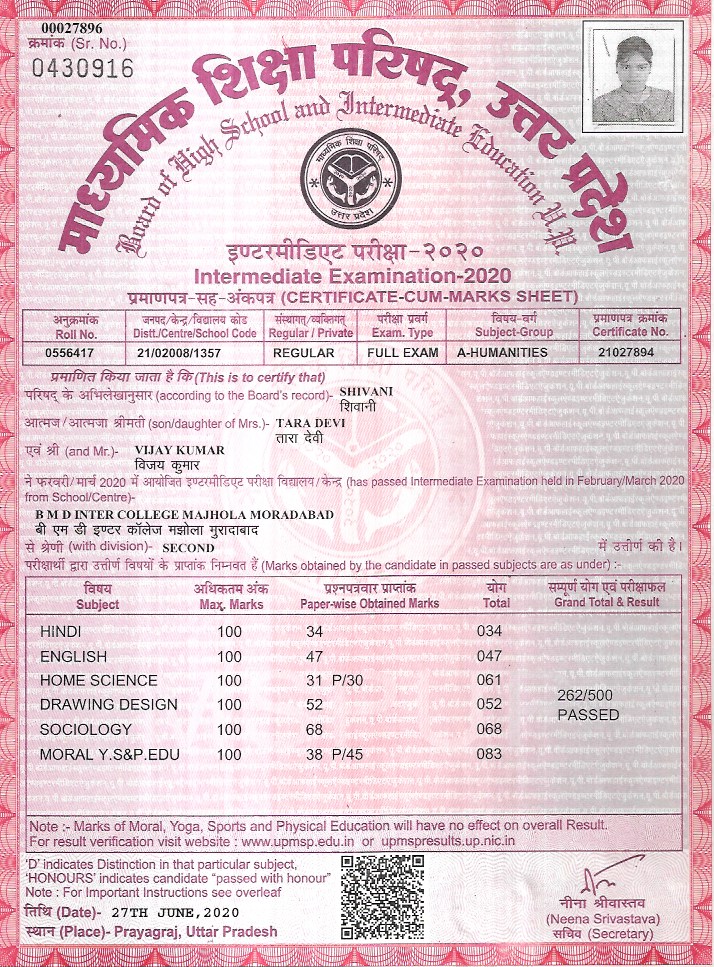 00027896
क्रमांक (Sr. No.)
0430916
माध्यमिक शिक्षा परिषद्, उत्तर प्रदेश
Board of High School and Intermediate Education U.P.
माध्यमिक शिक्षा परिषद
उत्तर प्रदेश
इण्टरमीडिएट परीक्षा-२०२०
Intermediate Examination-2020
प्रमाणपत्र-सह-अंकपत्र (CERTIFICATE-CUM-MARKS SHEET)
अनुक्रमांक जनपद/केन्द्र/विद्यालय कोड संस्थागत/व्यक्तिगत परीक्षा प्रवर्ग विषय-वर्ग प्रमाणपत्र क्रमांक
Roll No. Distt./Centre/School Code Regular / Private Exam. Type Subject-Group Certificate No.
0556417 21/02008/1357 REGULAR FULL EXAM A-HUMANITIES 21027894
प्रमाणित किया जाता है कि (This is to certify that)
परिषद् के अभिलेखानुसार (according to the Board's record)- SHIVANI
शिवानी
आत्मज/आत्मजा श्रीमती (son/daughter of Mrs.)- TARA DEVI
तारा देवी
एवं श्री (and Mr.)- VIJAY KUMAR
विजय कुमार
ने फरवरी/मार्च 2020 में आयोजित इण्टरमीडिएट परीक्षा विद्यालय/केन्द्र (has passed Intermediate Examination held in February/March 2020
from School/Centre)-
B M D INTER COLLEGE MAJHOLA MORADABAD
बी एम डी इण्टर कॉलेज मझोला मुरादाबाद
से श्रेणी (with division)- SECOND में उत्तीर्ण की है।
परीक्षार्थी द्वारा उत्तीर्ण विषयों के प्राप्तांक निम्नवत हैं (Marks obtained by the candidate in passed subjects are as under) :-
विषय अधिकतम अंक प्रश्नपत्रवार प्राप्तांक योग सम्पूर्ण योग एवं परीक्षाफल
Subject Max. Marks Paper-wise Obtained Marks Total Grand Total & Result
HINDI 100 34 034
ENGLISH 100 47 047
HOME SCIENCE 100 31 P/30 061
DRAWING DESIGN 100 52 052
262/500
PASSED
SOCIOLOGY 100 68 068
MORAL Y.S&P.EDU 100 38 P/45 083
Note :- Marks of Moral, Yoga, Sports and Physical Education will have no effect on overall Result.
For result verification visit website : www.upmsp.edu.in or upmspresults.up.nic.in
'D' indicates Distinction in that particular subject,
'HONOURS' indicates candidate "passed with honour"
Note : For Important Instructions see overleaf
तिथि (Date)- 27TH JUNE,2020
स्थान (Place)- Prayagraj, Uttar Pradesh
नीना श्रीवास्तव
(Neena Srivastava)
सचिव (Secretary)